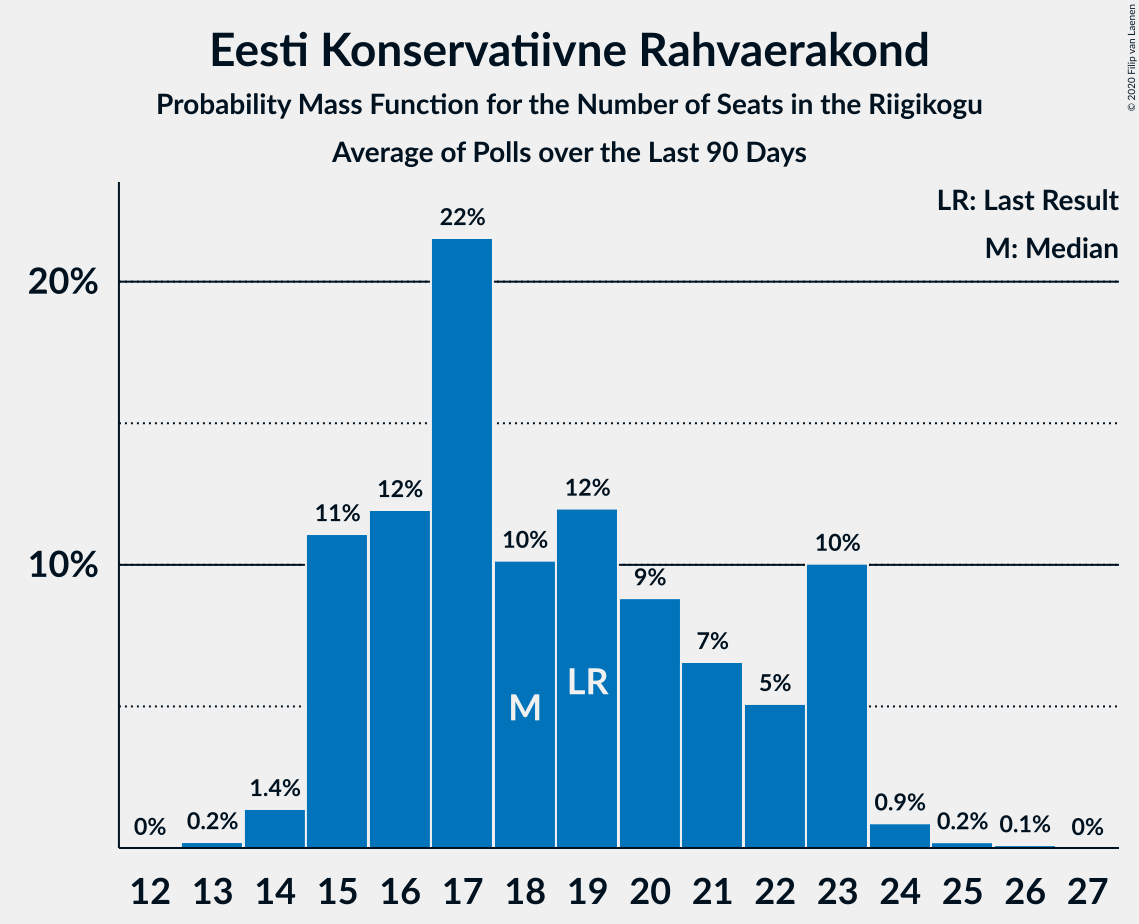 Eesti Konservatiivne Rahvaerakond
Probability Mass Function for the Number of Seats in the Riigikogu
Average of Polls over the Last 90 Days
© 2020 Filip van Laenen
LR: Last Result
M: Median
20%
10%
0%
0.2%
1.4%
11%
12%
22%
10%
12%
9%
7%
5%
10%
0.9%
0.2%
0.1%
0%
M
LR
12 13 14 15 16 17 18 19 20 21 22 23 24 25 26 27